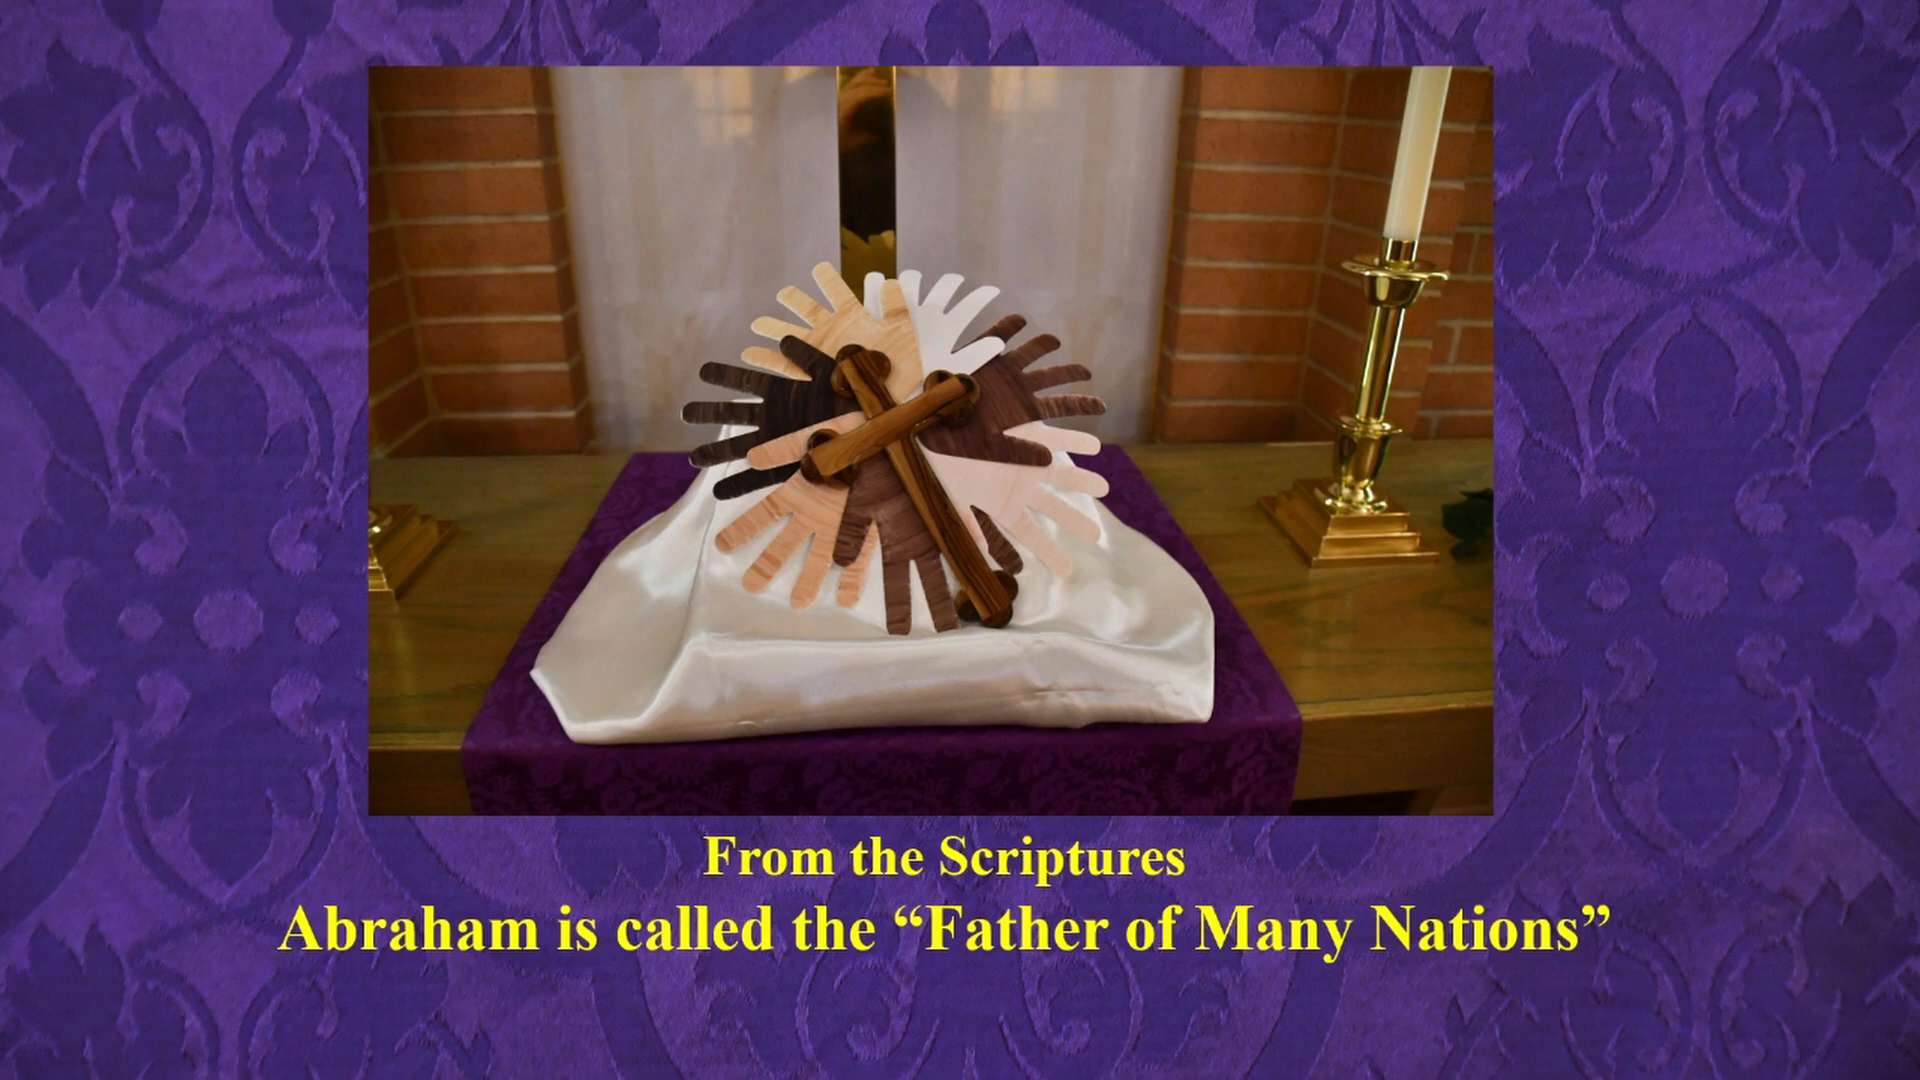 From the Scriptures
Abraham is called the “Father of Many Nations”